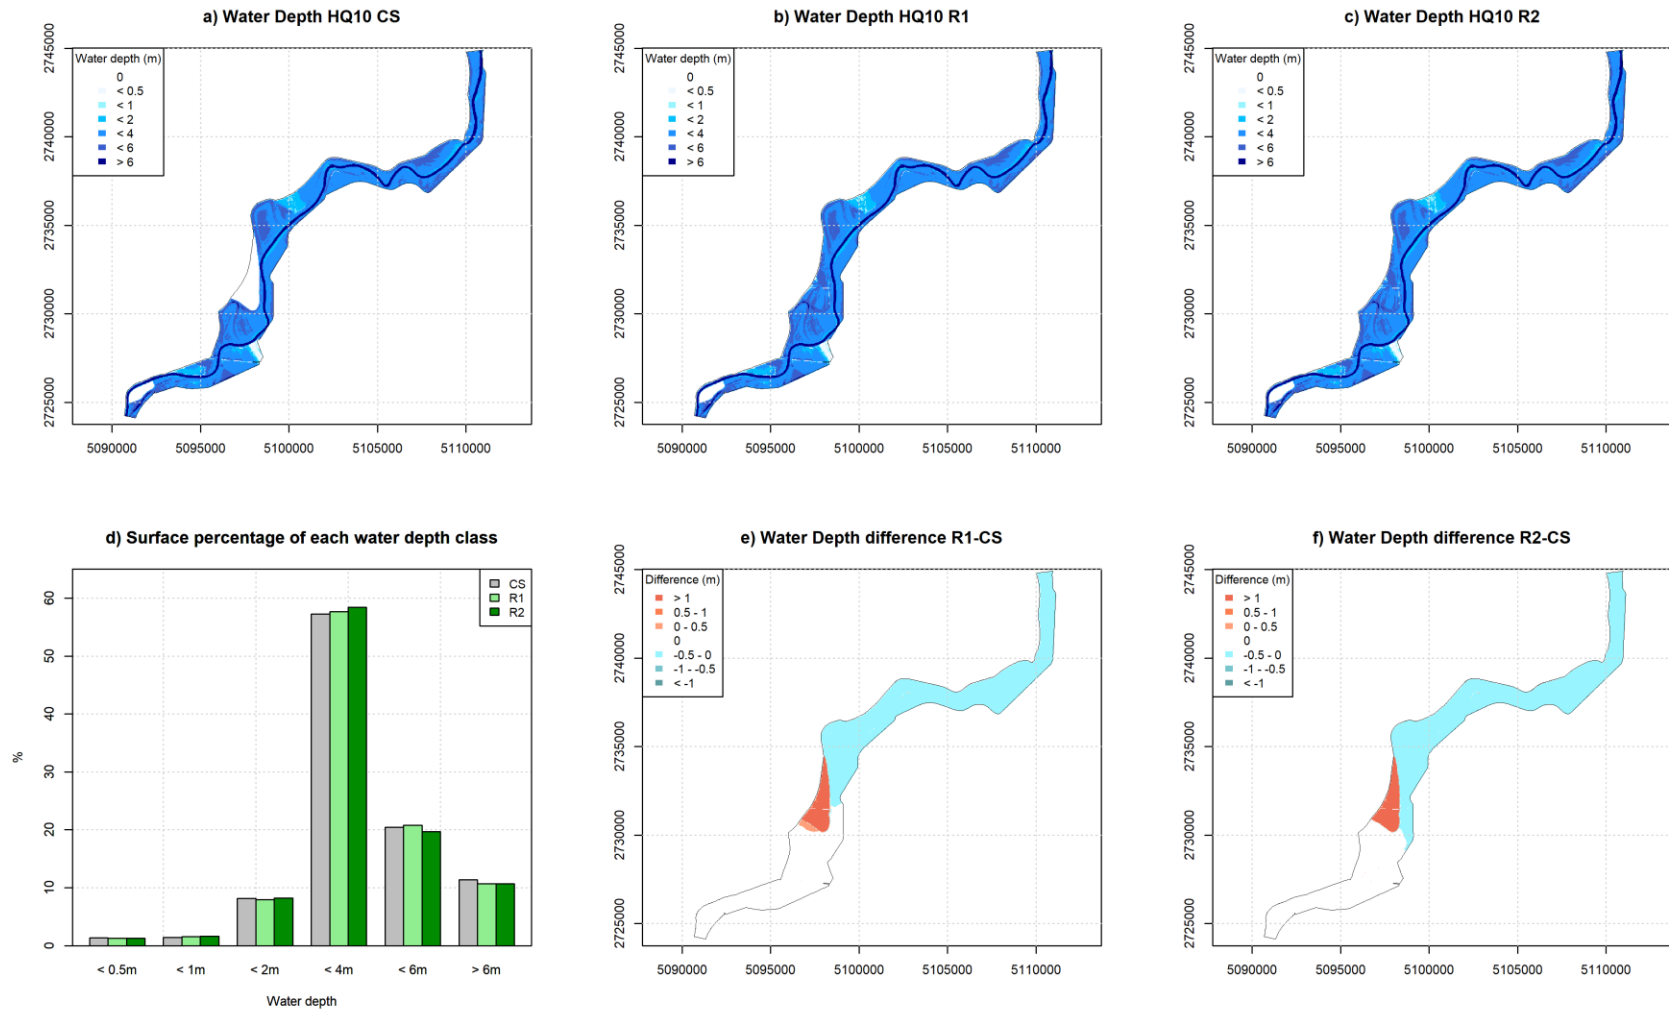 a) Water Depth HQ10 CS
Water depth (m)
0
< 0.5
< 1
< 2
< 4
< 6
> 6
2745000
2740000
2735000
2730000
2725000
5090000 5095000 5100000 5105000 5110000
b) Water Depth HQ10 R1
Water depth (m)
0
< 0.5
< 1
< 2
< 4
< 6
> 6
2745000
2740000
2735000
2730000
2725000
5090000 5095000 5100000 5105000 5110000
c) Water Depth HQ10 R2
Water depth (m)
0
< 0.5
< 1
< 2
< 4
< 6
> 6
2745000
2740000
2735000
2730000
2725000
5090000 5095000 5100000 5105000 5110000
d) Surface percentage of each water depth class
CS
R1
R2
60
50
40
30
20
10
0
%
< 0.5m < 1m < 2m < 4m < 6m > 6m
Water depth
e) Water Depth difference R1-CS
Difference (m)
> 1
0.5 - 1
0 - 0.5
0
-0.5 - 0
-1 - -0.5
< -1
2745000
2740000
2735000
2730000
2725000
5090000 5095000 5100000 5105000 5110000
f) Water Depth difference R2-CS
Difference (m)
> 1
0.5 - 1
0 - 0.5
0
-0.5 - 0
-1 - -0.5
< -1
2745000
2740000
2735000
2730000
2725000
5090000 5095000 5100000 5105000 5110000